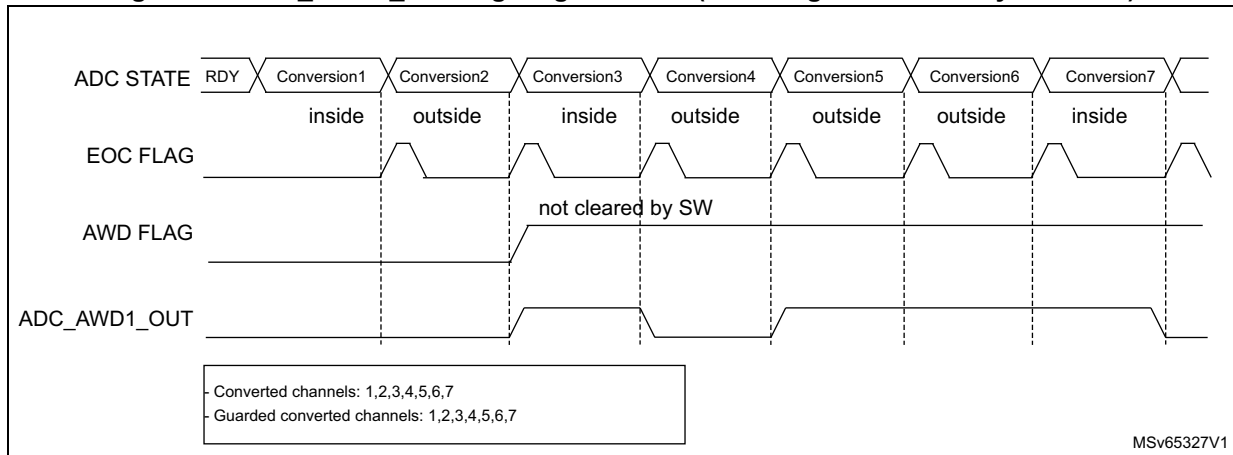 ADC STATE RDY Conversion1 Conversion2 Conversion3 Conversion4 Conversion5 Conversion6 Conversion7
inside outside inside outside outside outside inside
EOC FLAG
not cleared by SW
AWD FLAG
ADC_AWD1_OUT
- Converted channels: 1,2,3,4,5,6,7
- Guarded converted channels: 1,2,3,4,5,6,7
MSv65327V1